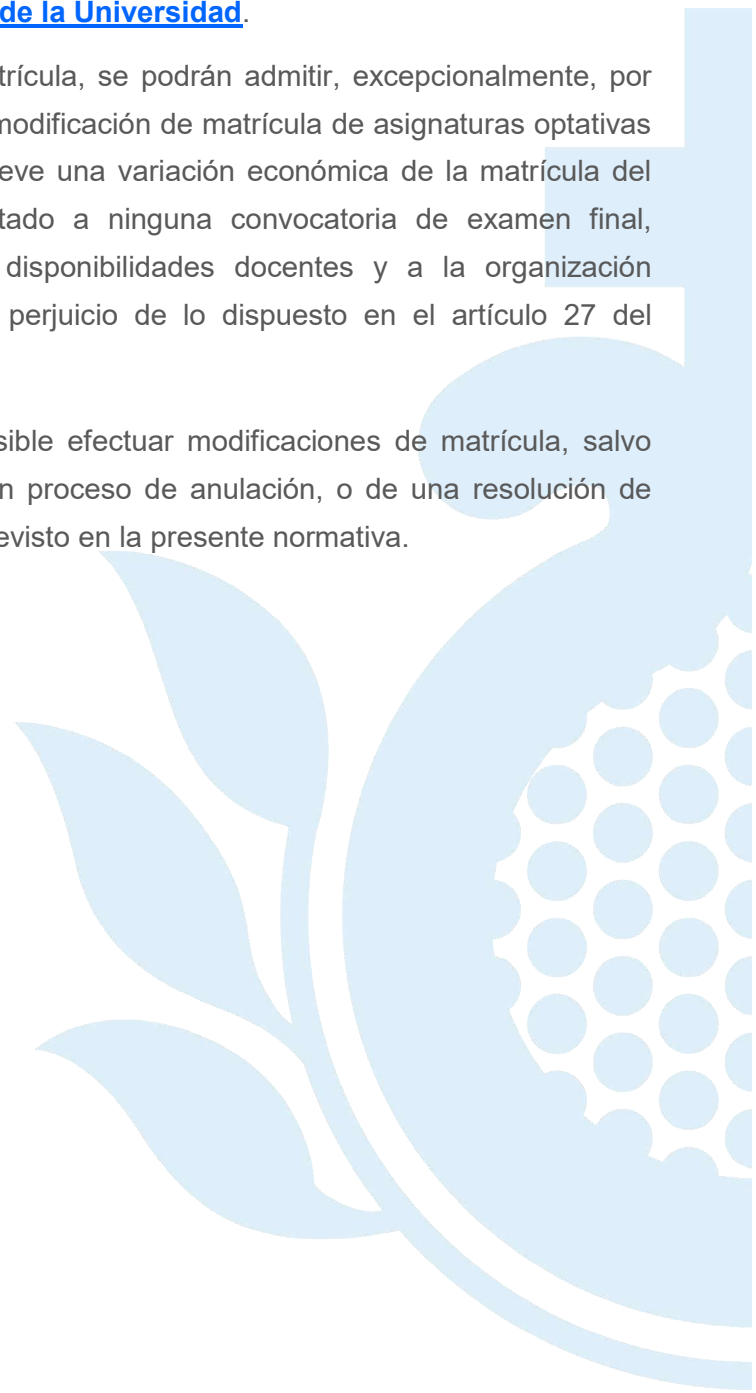 de la Universidad.
trícula, se podrán admitir, excepcionalmente, por
modificación de matrícula de asignaturas optativas
eve una variación económica de la matrícula del
tado a ninguna convocatoria de examen final,
disponibilidades docentes y a la organización
perjuicio de lo dispuesto en el artículo 27 del
sible efectuar modificaciones de matrícula, salvo
n proceso de anulación, o de una resolución de
evisto en la presente normativa.